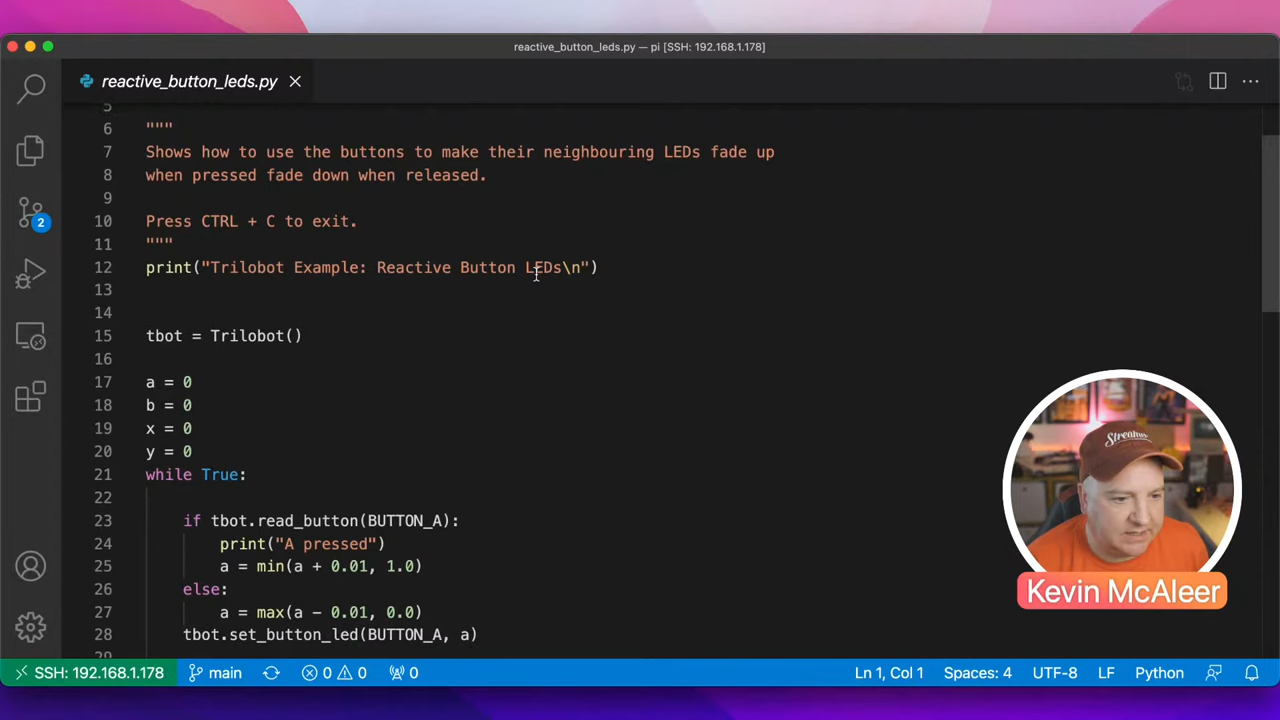 reactive_button_leds.py — pi [SSH: 192.168.1.178]
reactive_button_leds.py
5
6 """
7 Shows how to use the buttons to make their neighbouring LEDs fade up
8 when pressed fade down when released.
9
10 Press CTRL + C to exit.
11 """
12 print("Trilobot Example: Reactive Button LEDs\n")
13
14
15 tbot = Trilobot()
16
17 a = 0
18 b = 0
19 x = 0
20 y = 0
21 while True:
22
23 if tbot.read_button(BUTTON_A):
24 print("A pressed")
25 a = min(a + 0.01, 1.0)
26 else:
27 a = max(a - 0.01, 0.0)
28 tbot.set_button_led(BUTTON_A, a)
29
2
Streamer
Kevin McAleer
SSH: 192.168.1.178 main 0 0 0 Ln 1, Col 1 Spaces: 4 UTF-8 LF Python